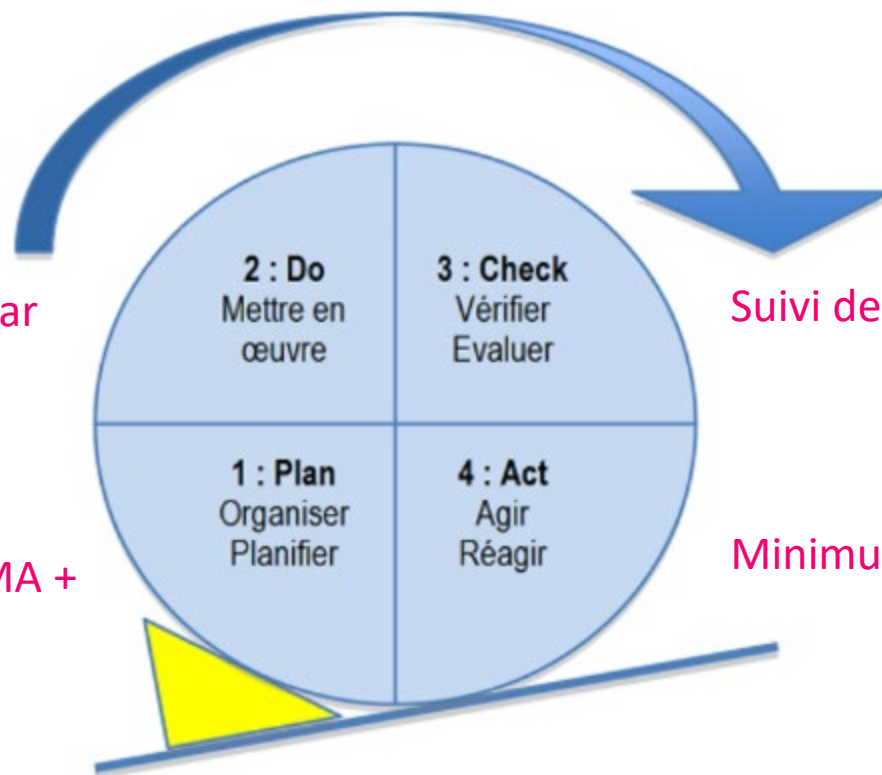 2 : Do
Mettre en
œuvre
3 : Check
Vérifier
Evaluer
ar
Suivi de
1 : Plan
Organiser
Planifier
4 : Act
Agir
Réagir
MA +
Minimu